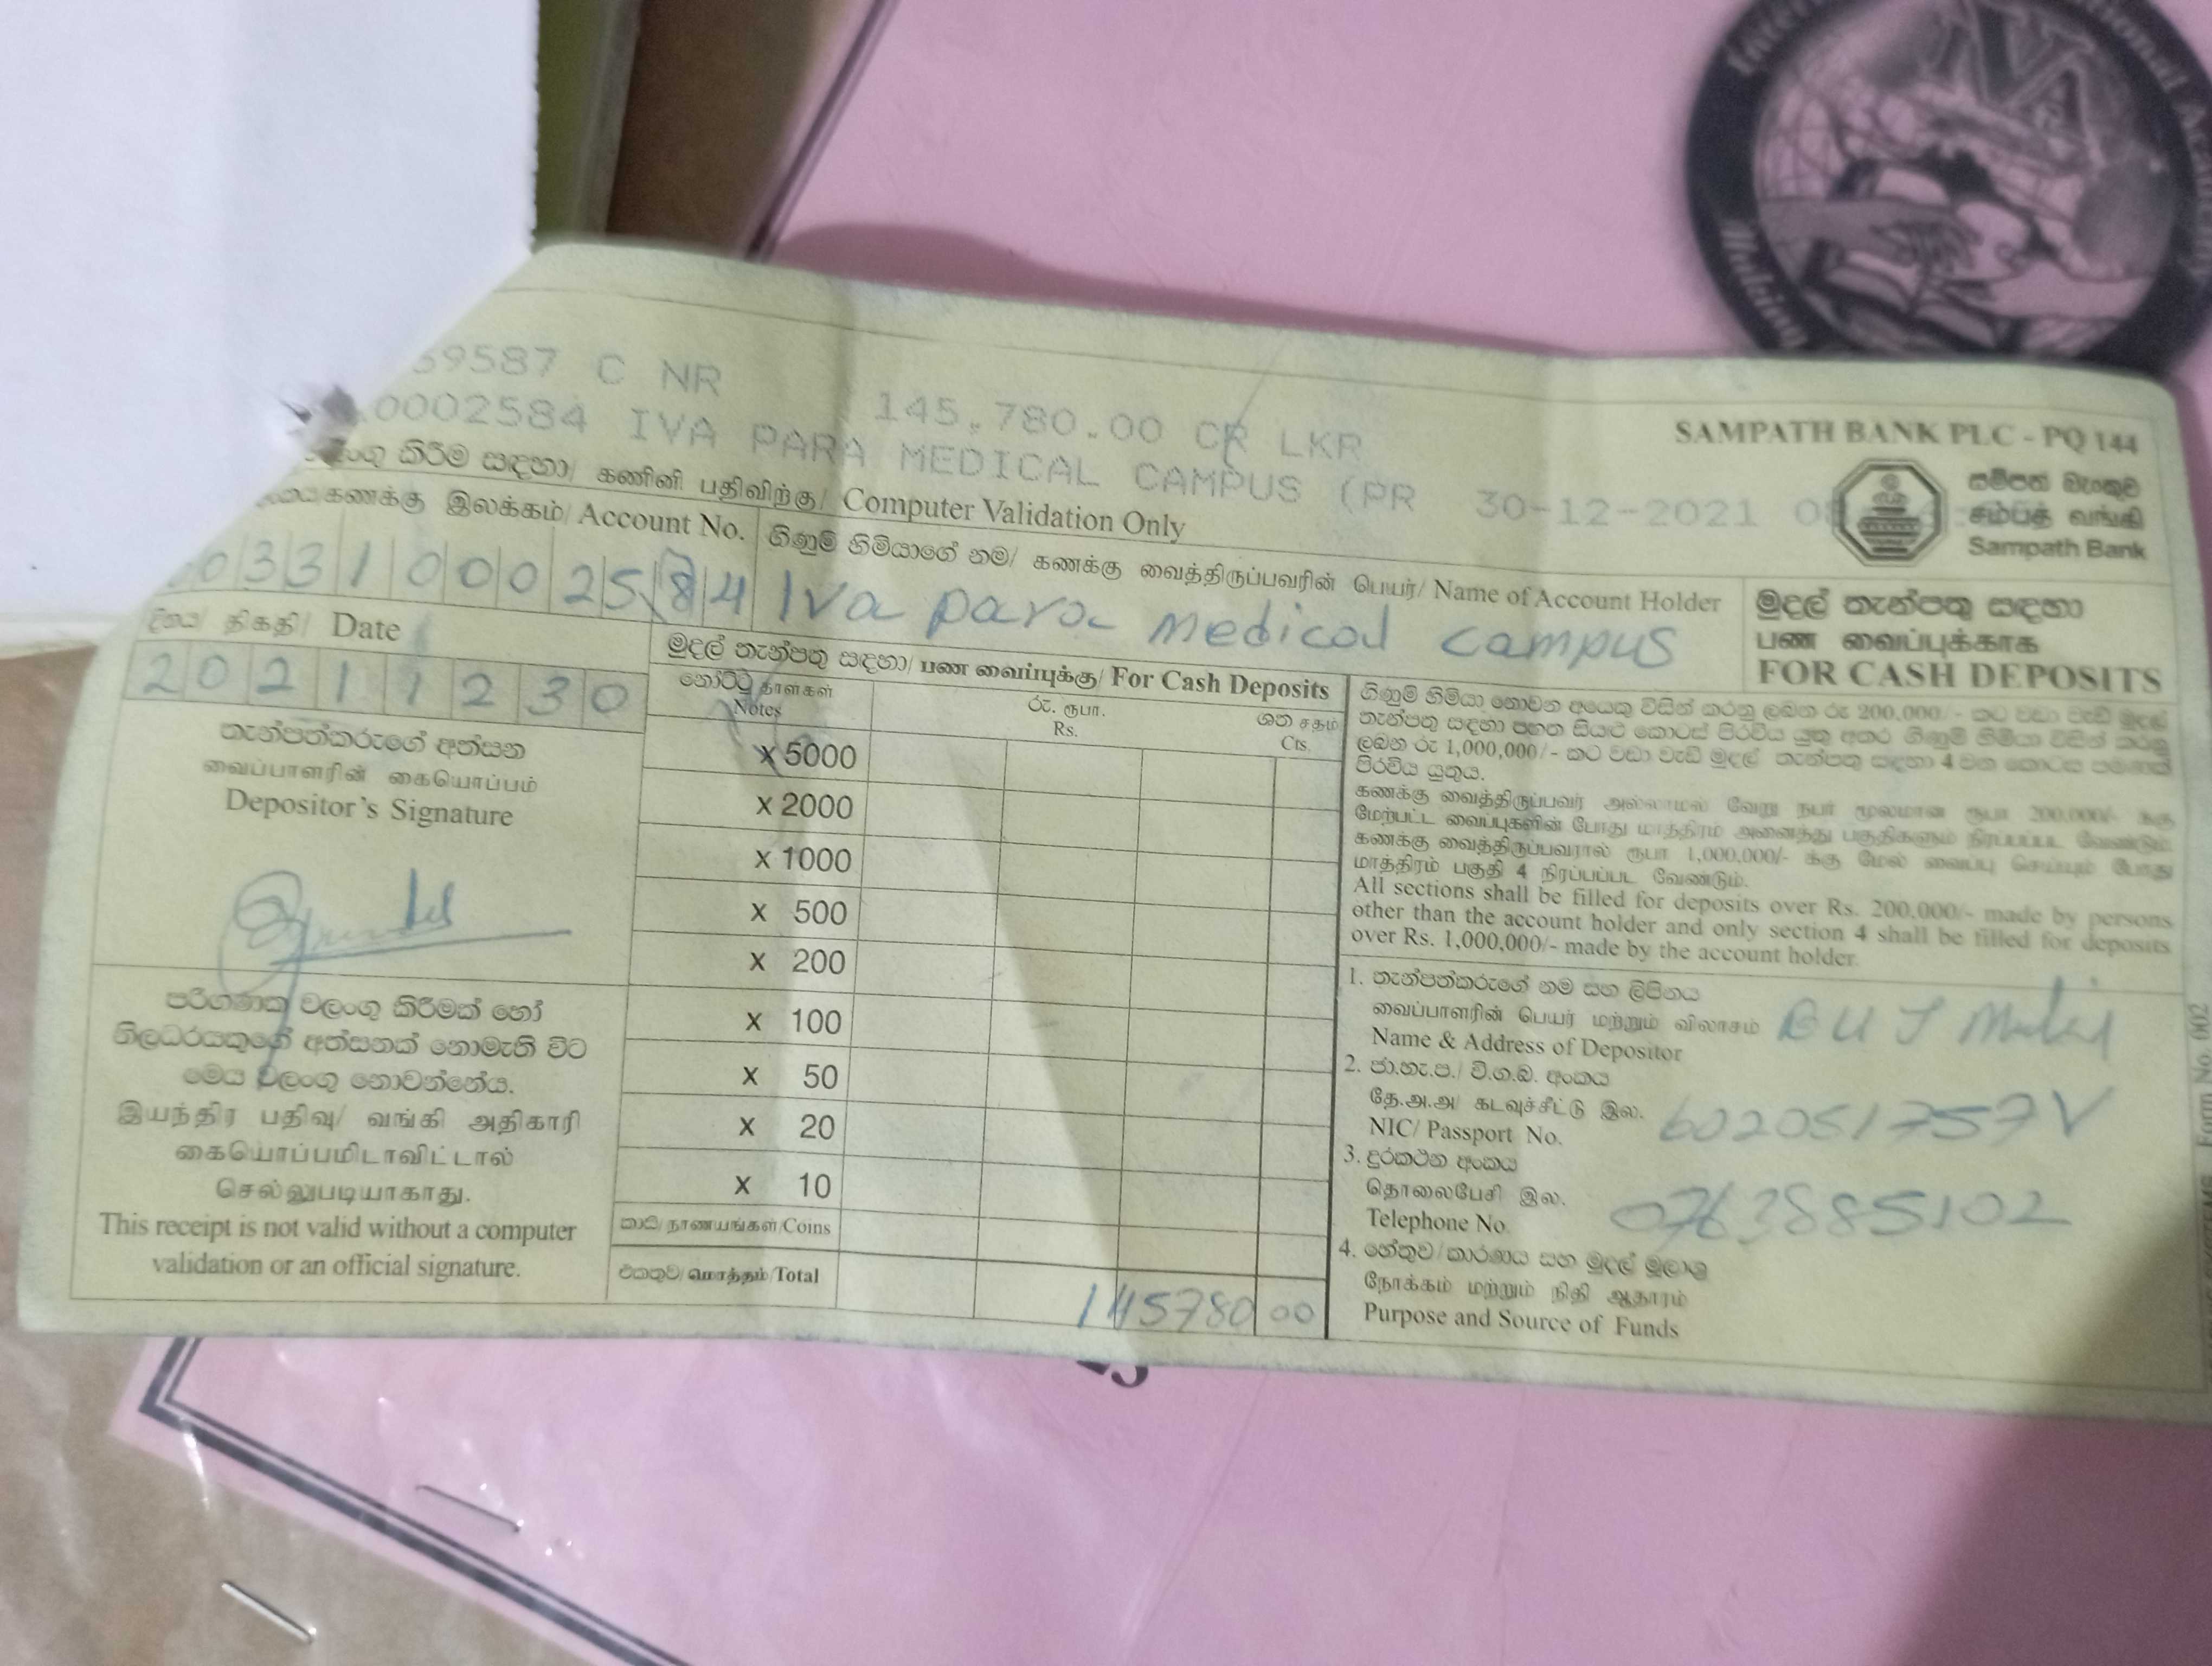 59587 C NR
145,780.00 CR LKR
0002584 IVA PARA MEDICAL CAMPUS (PR 30-12-2021
SAMPATH BANK PLC - PQ 144
සම්පත් බැංකුව
சம்பத் வங்கி
Sampath Bank
වලංගු කිරීම සඳහා/ கணினி பதிவிற்கு/ Computer Validation Only
கணக்கு இலக்கம்/ Account No.
ගිණුම් හිමියාගේ නම/ கணக்கு வைத்திருப்பவரின் பெயர்/ Name of Account Holder
03310002584
Iva para medical campus
මුදල් තැන්පතු සඳහා
பண வைப்புக்காக
FOR CASH DEPOSITS
දිනය/ திகதி/ Date
20211230
තැන්පත්කරුගේ අත්සන
வைப்பாளரின் கையொப்பம்
Depositor's Signature
පරිගණක වලංගු කිරීමක් හෝ
නිලධරයකුගේ අත්සනක් නොමැති විට
මෙය වලංගු නොවන්නේය.
இயந்திர பதிவு/ வங்கி அதிகாரி
கையொப்பமிடாவிட்டால்
செல்லுபடியாகாது.
This receipt is not valid without a computer
validation or an official signature.
මුදල් තැන්පතු සඳහා/ பண வைப்புக்கு/ For Cash Deposits
නෝට්ටු தாள்கள்
Notes
රු. ரூபா.
Rs.
ශත சதம்
Cts.
X 5000
X 2000
X 1000
X 500
X 200
X 100
X 50
X 20
X 10
කාසි/ நாணயங்கள்/Coins
එකතුව/ மொத்தம்/Total
145780 00
ගිණුම් හිමියා නොවන අයෙකු විසින් කරනු ලබන රු 200,000/- කට වඩා වැඩි මුදල්
තැන්පතු සඳහා පහත සියළු කොටස් පිරවිය යුතු අතර ගිණුම් හිමියා විසින් කරනු
ලබන රු 1,000,000/- කට වඩා වැඩි මුදල් තැන්පතු සඳහා 4 වන කොටස පමණක්
පිරවිය යුතුය.
கணக்கு வைத்திருப்பவர் அல்லாமல் வேறு நபர் மூலமான ரூபா 200,000/- க்கு
மேற்பட்ட வைப்புகளின் போது மாத்திரம் அனைத்து பகுதிகளும் நிரப்பப்பட வேண்டும்.
கணக்கு வைத்திருப்பவரால் ரூபா 1,000,000/- க்கு மேல் வைப்பு செய்யும் போது
மாத்திரம் பகுதி 4 நிரப்பப்பட வேண்டும்.
All sections shall be filled for deposits over Rs. 200,000/- made by persons
other than the account holder and only section 4 shall be filled for deposits
over Rs. 1,000,000/- made by the account holder.
1. තැන්පත්කරුගේ නම සහ ලිපිනය
வைப்பாளரின் பெயர் மற்றும் விலாசம்
Name & Address of Depositor
2. ජා.හැ.ප./ වි.ග.බ. අංකය
தே.அ.அ/ கடவுச்சீட்டு இல.
NIC/ Passport No.
602051757V
3. දුරකථන අංකය
தொலைபேசி இல.
Telephone No.
0763885102
4. හේතුව/කාරණය සහ මුදල් මූලාශ්‍ර
நோக்கம் மற்றும் நிதி ஆதாரம்
Purpose and Source of Funds
Form No. 002
Making